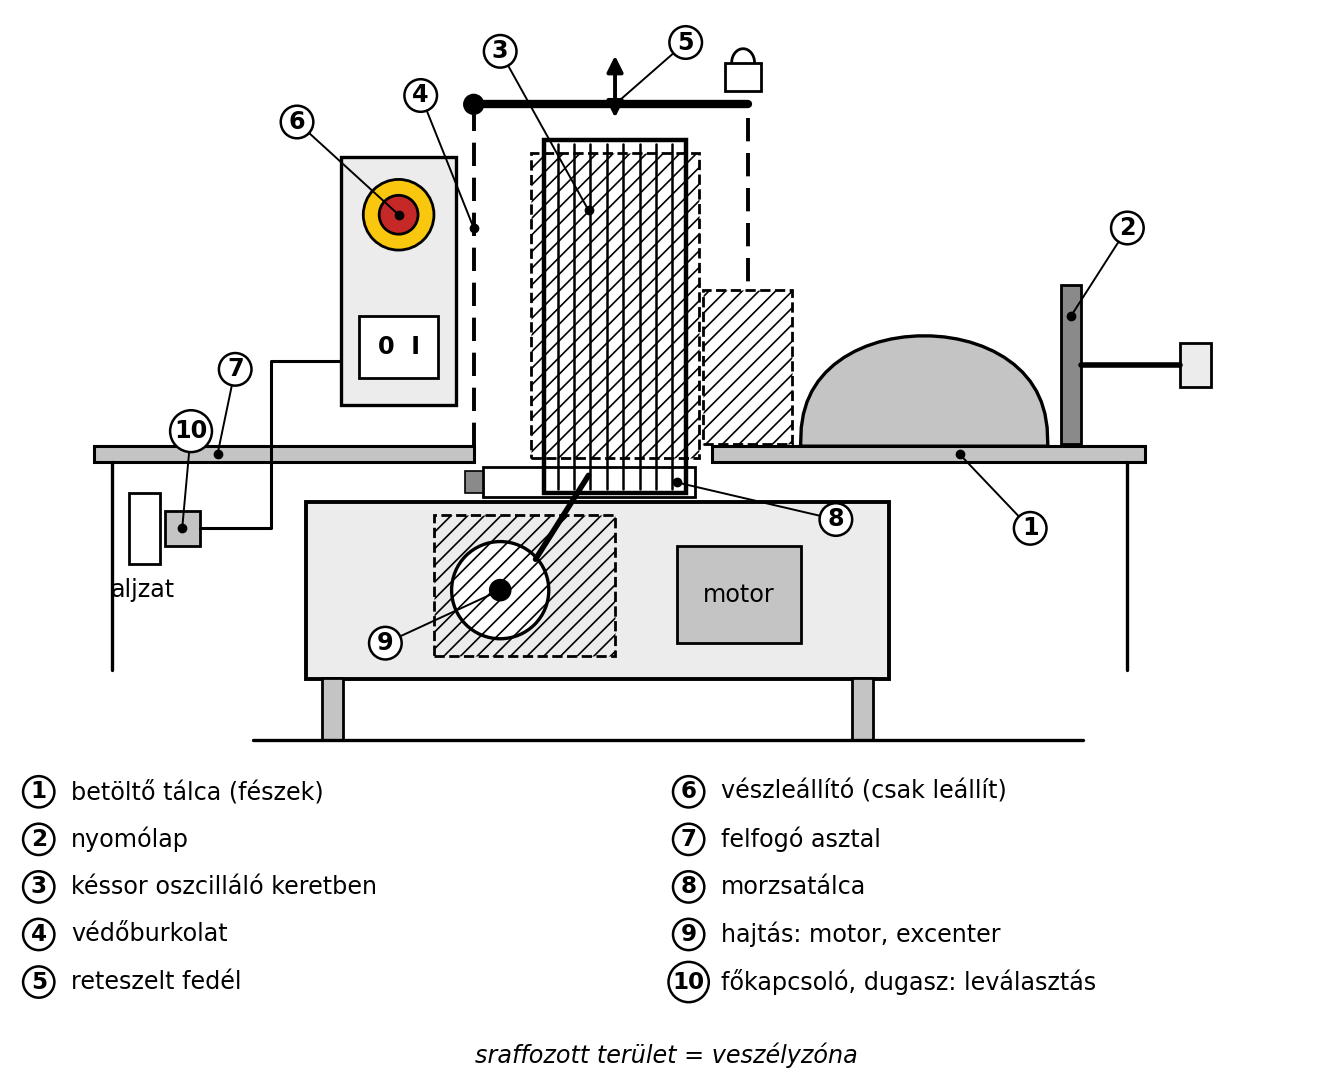 3
5
4
6
2
0 I
7
10
8
1
aljzat
motor
9
1 betöltő tálca (fészek)
2 nyomólap
3 késsor oszcilláló keretben
4 védőburkolat
5 reteszelt fedél
6 vészleállító (csak leállít)
7 felfogó asztal
8 morzsatálca
9 hajtás: motor, excenter
10 főkapcsoló, dugasz: leválasztás
sraffozott terület = veszélyzóna